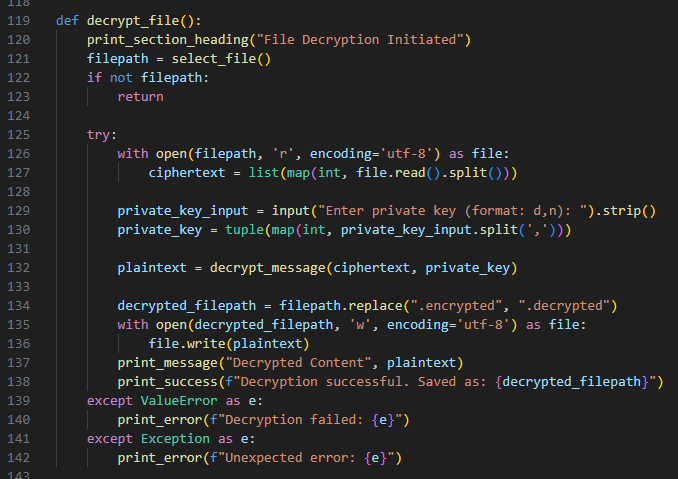 118
119 def decrypt_file():
120     print_section_heading("File Decryption Initiated")
121     filepath = select_file()
122     if not filepath:
123         return
124
125     try:
126         with open(filepath, 'r', encoding='utf-8') as file:
127             ciphertext = list(map(int, file.read().split()))
128
129         private_key_input = input("Enter private key (format: d,n): ").strip()
130         private_key = tuple(map(int, private_key_input.split(',')))
131
132         plaintext = decrypt_message(ciphertext, private_key)
133
134         decrypted_filepath = filepath.replace(".encrypted", ".decrypted")
135         with open(decrypted_filepath, 'w', encoding='utf-8') as file:
136             file.write(plaintext)
137         print_message("Decrypted Content", plaintext)
138         print_success(f"Decryption successful. Saved as: {decrypted_filepath}")
139     except ValueError as e:
140         print_error(f"Decryption failed: {e}")
141     except Exception as e:
142         print_error(f"Unexpected error: {e}")
143